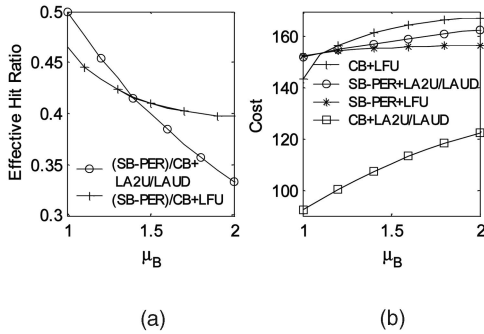 0.5
0.45
0.4
0.35
0.3
Effective Hit Ratio
(SB-PER)/CB+
LA2U/LAUD
(SB-PER)/CB+LFU
1
1.5
2
μB
(a)
160
140
120
100
Cost
CB+LFU
SB-PER+LA2U/LAUD
SB-PER+LFU
CB+LA2U/LAUD
1
1.5
2
μB
(b)